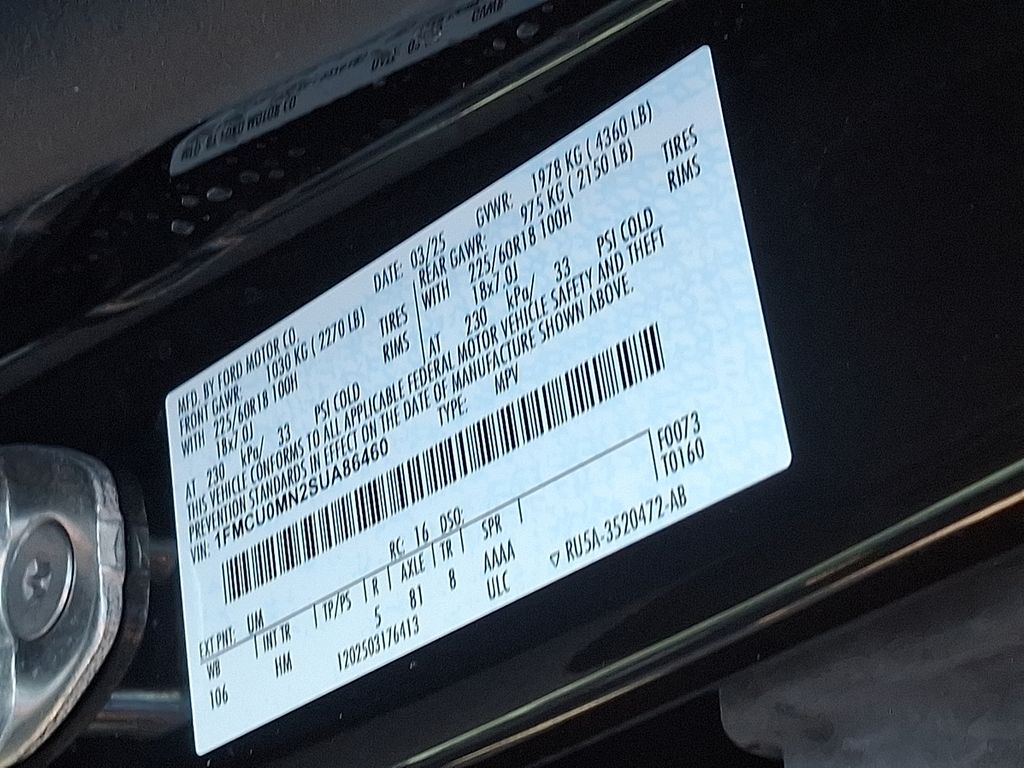 MFD. BY FORD MOTOR CO.
DATE: 03/25 GVWR: 1978 KG ( 4360 LB)
FRONT GAWR: 1030 KG ( 2270 LB) REAR GAWR: 975 KG ( 2150 LB)
WITH 225/60R18 100H TIRES WITH 225/60R18 100H TIRES
18x7.0J RIMS 18x7.0J RIMS
AT 230 kPa/ 33 PSI COLD AT 230 kPa/ 33 PSI COLD
THIS VEHICLE CONFORMS TO ALL APPLICABLE FEDERAL MOTOR VEHICLE SAFETY AND THEFT
PREVENTION STANDARDS IN EFFECT ON THE DATE OF MANUFACTURE SHOWN ABOVE.
VIN: 1FMCU0MN2SUA86460 TYPE: MPV
EXT PNT: UM RC: 16 DSO: F0073
WB INT TR TP/PS R AXLE TR SPR T0160
106 HM 5 81 8 AAAA
1202503176413 ULC ▽ RU5A-3520472-AB